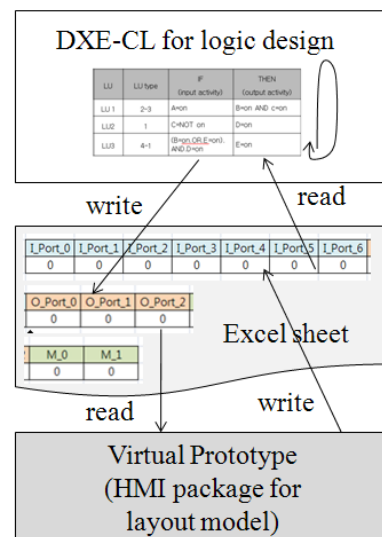 DXE-CL for logic design
LU LU type IF (input activity) THEN (output activity)
LU 1 2-3 A=on B=on AND c=on
LU2 1 C=NOT on D=on
LU3 4-1 (B=on,OR,E=on), AND,D=on E=on
write
read
I_Port_0 I_Port_1 I_Port_2 I_Port_3 I_Port_4 I_Port_5 I_Port_6
0 0 0 0 0 0 0
O_Port_0 O_Port_1 O_Port_2
0 0 0
Excel sheet
M_0 M_1
0 0
read
write
Virtual Prototype
(HMI package for
layout model)